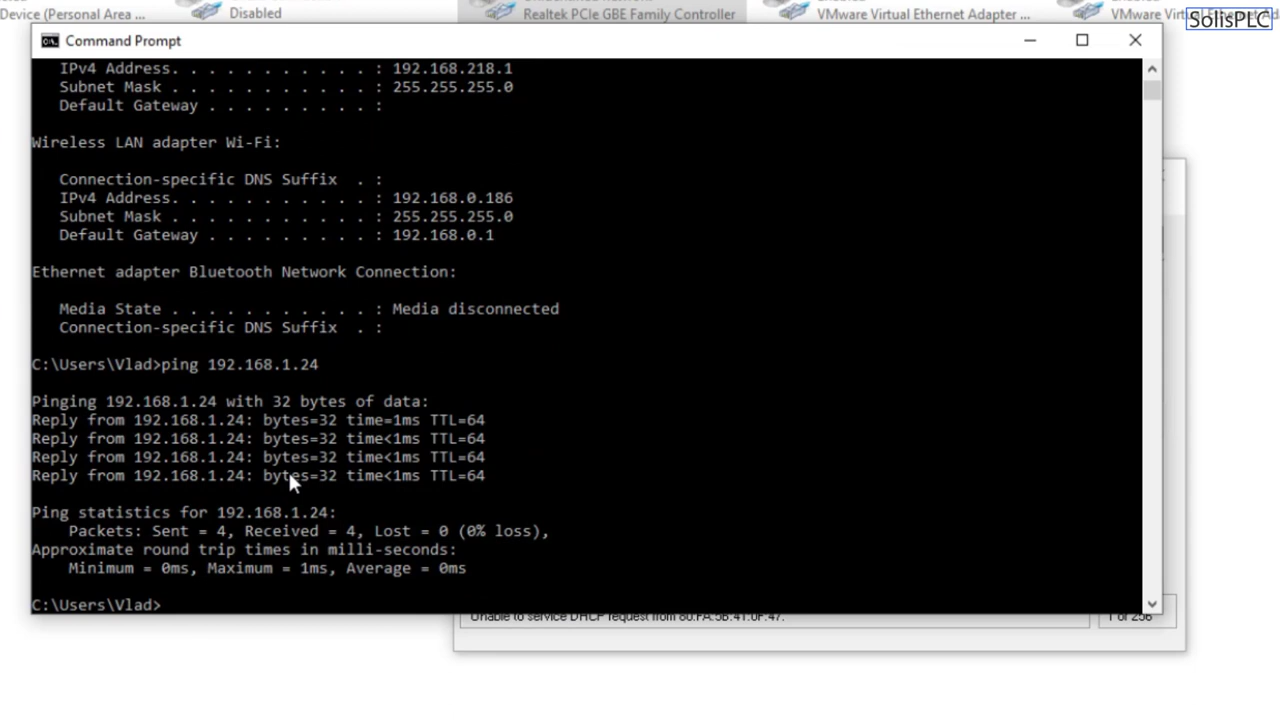 Device (Personal Area ...
Disabled
Realtek PCIe GBE Family Controller
VMware Virtual Ethernet Adapter ...
VMware Virtual Ethernet Ad
SolisPLC
Command Prompt
IPv4 Address. . . . . . . . . . . : 192.168.218.1
Subnet Mask . . . . . . . . . . . : 255.255.255.0
Default Gateway . . . . . . . . . :
Wireless LAN adapter Wi-Fi:
Connection-specific DNS Suffix  . :
IPv4 Address. . . . . . . . . . . : 192.168.0.186
Subnet Mask . . . . . . . . . . . : 255.255.255.0
Default Gateway . . . . . . . . . : 192.168.0.1
Ethernet adapter Bluetooth Network Connection:
Media State . . . . . . . . . . . : Media disconnected
Connection-specific DNS Suffix  . :
C:\Users\Vlad>ping 192.168.1.24
Pinging 192.168.1.24 with 32 bytes of data:
Reply from 192.168.1.24: bytes=32 time=1ms TTL=64
Reply from 192.168.1.24: bytes=32 time<1ms TTL=64
Reply from 192.168.1.24: bytes=32 time<1ms TTL=64
Reply from 192.168.1.24: bytes=32 time<1ms TTL=64
Ping statistics for 192.168.1.24:
Packets: Sent = 4, Received = 4, Lost = 0 (0% loss),
Approximate round trip times in milli-seconds:
Minimum = 0ms, Maximum = 1ms, Average = 0ms
C:\Users\Vlad>
Unable to service DHCP request from 80:FA:5B:41:0F:47.
1 of 256